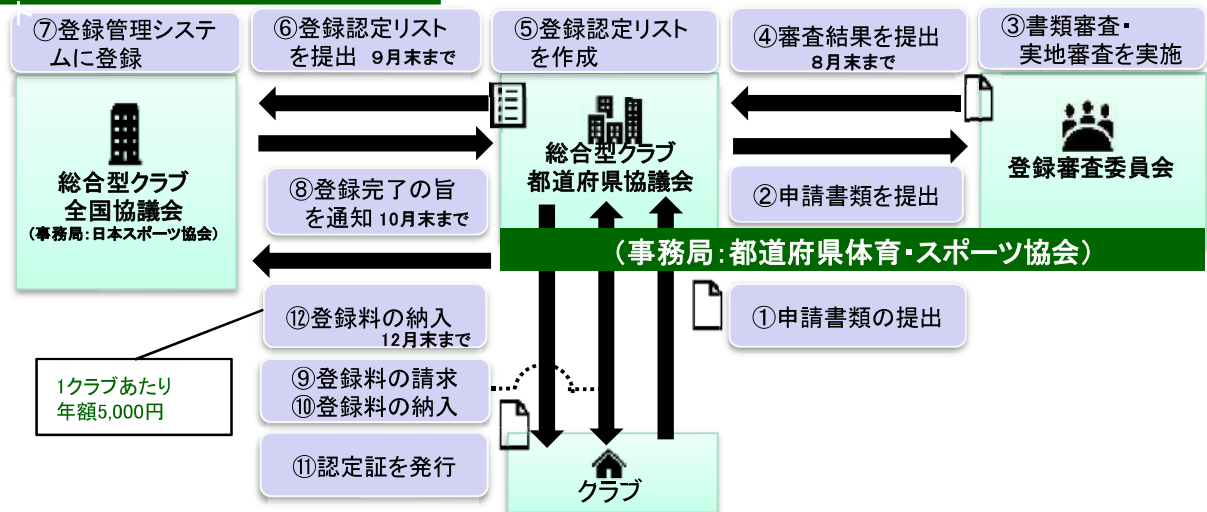 ト
⑦登録管理システ
ムに登録
⑥登録認定リスト
を提出 9月末まで
⑤登録認定リスト
を作成
④審査結果を提出
8月末まで
③書類審査・
実地審査を実施
総合型クラブ
全国協議会
(事務局:日本スポーツ協会)
総合型クラブ
都道府県協議会
登録審査委員会
⑧登録完了の旨
を通知 10月末まで
②申請書類を提出
(事務局:都道府県体育・スポーツ協会)
⑫登録料の納入
12月末まで
①申請書類の提出
1クラブあたり
年額5,000円
⑨登録料の請求
⑩登録料の納入
⑪認定証を発行
クラブ